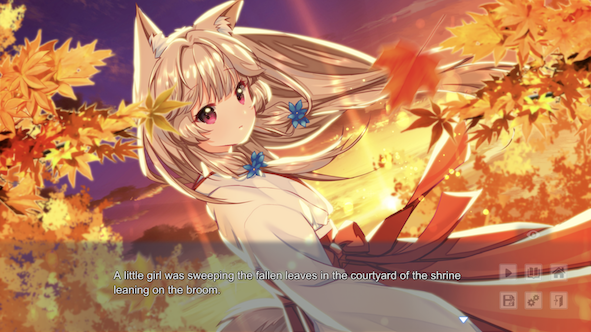 A little girl was sweeping the fallen leaves in the courtyard of the shrine
leaning on the broom.